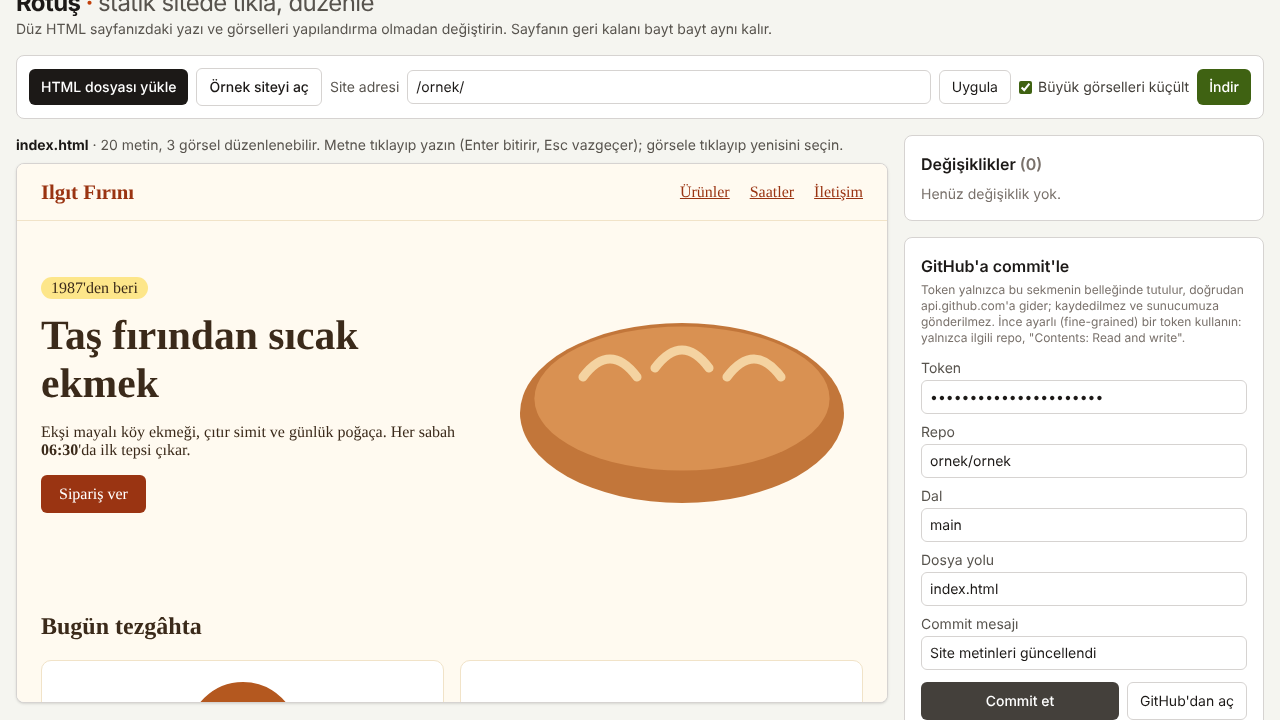 Rötuş · statik sitede tıkla, düzenle
Düz HTML sayfanızdaki yazı ve görselleri yapılandırma olmadan değiştirin. Sayfanın geri kalanı bayt bayt aynı kalır.
HTML dosyası yükle
Örnek siteyi aç
Site adresi
/ornek/
Uygula
Büyük görselleri küçült
İndir
index.html · 20 metin, 3 görsel düzenlenebilir. Metne tıklayıp yazın (Enter bitirir, Esc vazgeçer); görsele tıklayıp yenisini seçin.
Ilgıt Fırını
Ürünler
Saatler
İletişim
1987'den beri
Taş fırından sıcak
ekmek
Ekşi mayalı köy ekmeği, çıtır simit ve günlük poğaça. Her sabah
06:30'da ilk tepsi çıkar.
Sipariş ver
Bugün tezgâhta
Değişiklikler (0)
Henüz değişiklik yok.
GitHub'a commit'le
Token yalnızca bu sekmenin belleğinde tutulur, doğrudan
api.github.com'a gider; kaydedilmez ve sunucumuza
gönderilmez. İnce ayarlı (fine-grained) bir token kullanın:
yalnızca ilgili repo, "Contents: Read and write".
Token
••••••••••••••••••••••
Repo
ornek/ornek
Dal
main
Dosya yolu
index.html
Commit mesajı
Site metinleri güncellendi
Commit et
GitHub'dan aç